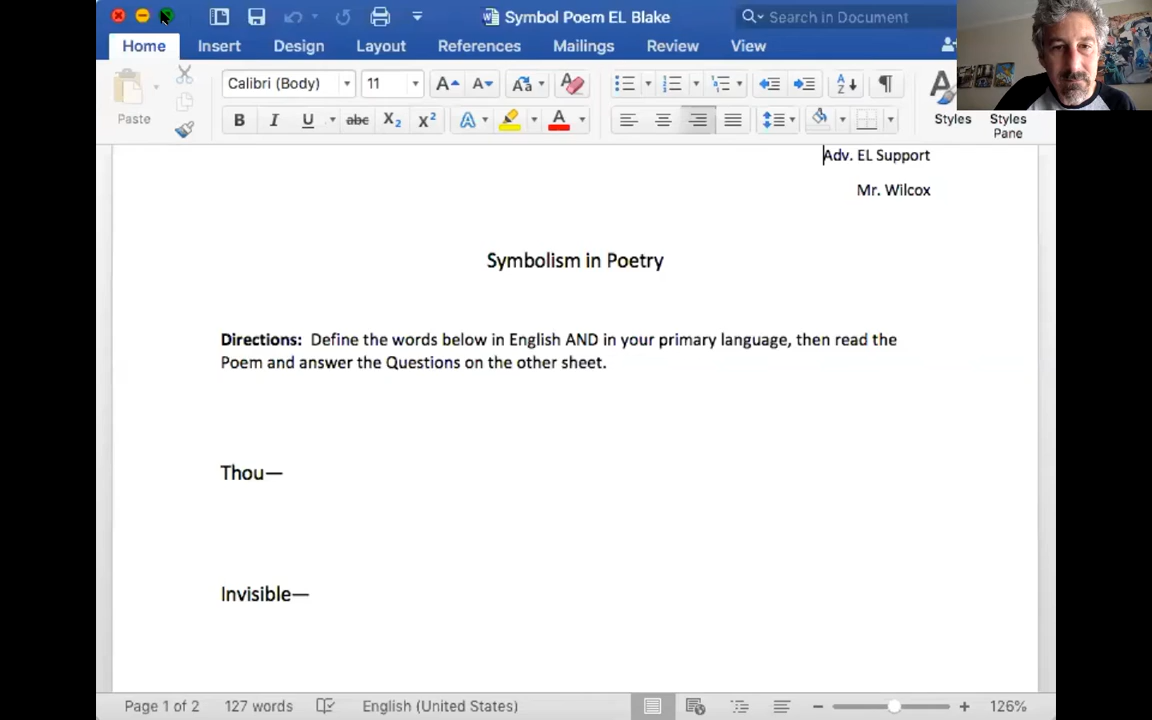 Symbol Poem EL Blake
Search in Document
Home Insert Design Layout References Mailings Review View
Paste
Calibri (Body) 11
Styles
Styles Pane
Adv. EL Support
Mr. Wilcox
Symbolism in Poetry
Directions: Define the words below in English AND in your primary language, then read the
Poem and answer the Questions on the other sheet.
Thou—
Invisible—
Page 1 of 2 127 words English (United States) 126%